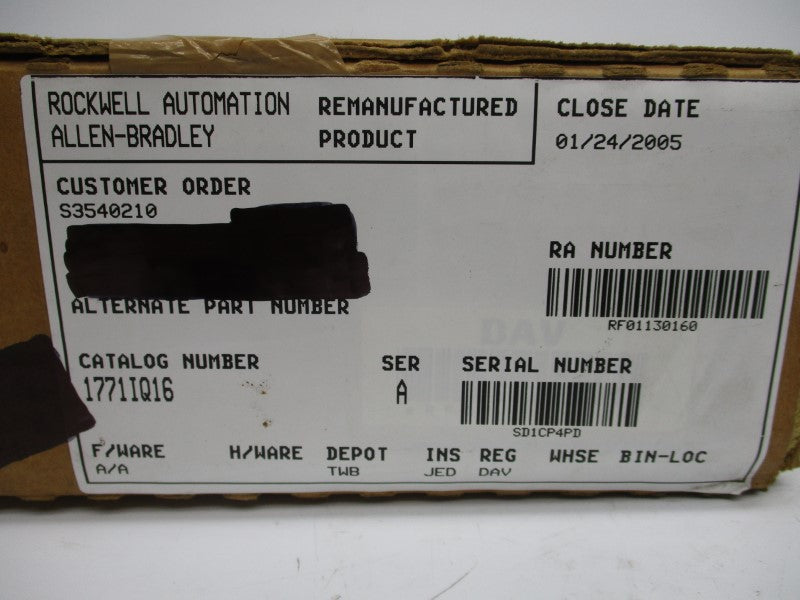 ROCKWELL AUTOMATION
ALLEN-BRADLEY
REMANUFACTURED
PRODUCT
CLOSE DATE
01/24/2005
CUSTOMER ORDER
S3540210
RA NUMBER
RF01130160
ALTERNATE PART NUMBER
DAV
CATALOG NUMBER
1771IQ16
SER
A
SERIAL NUMBER
SD1CP4PD
F/WARE
A/A
H/WARE
DEPOT
TWB
INS
JED
REG
DAV
WHSE
BIN-LOC